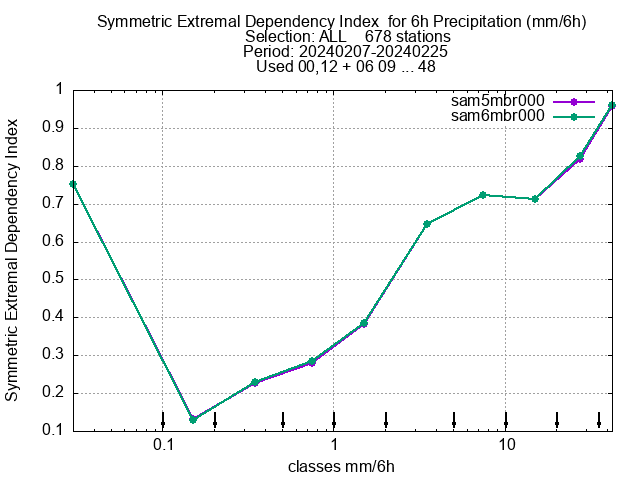 Symmetric Extremal Dependency Index for 6h Precipitation (mm/6h)
Selection: ALL 678 stations
Period: 20240207-20240225
Used 00,12 + 06 09 ... 48
sam5mbr000
sam6mbr000
1
0.9
0.8
0.7
0.6
0.5
0.4
0.3
0.2
0.1
Symmetric Extremal Dependency Index
0.1 1 10
classes mm/6h